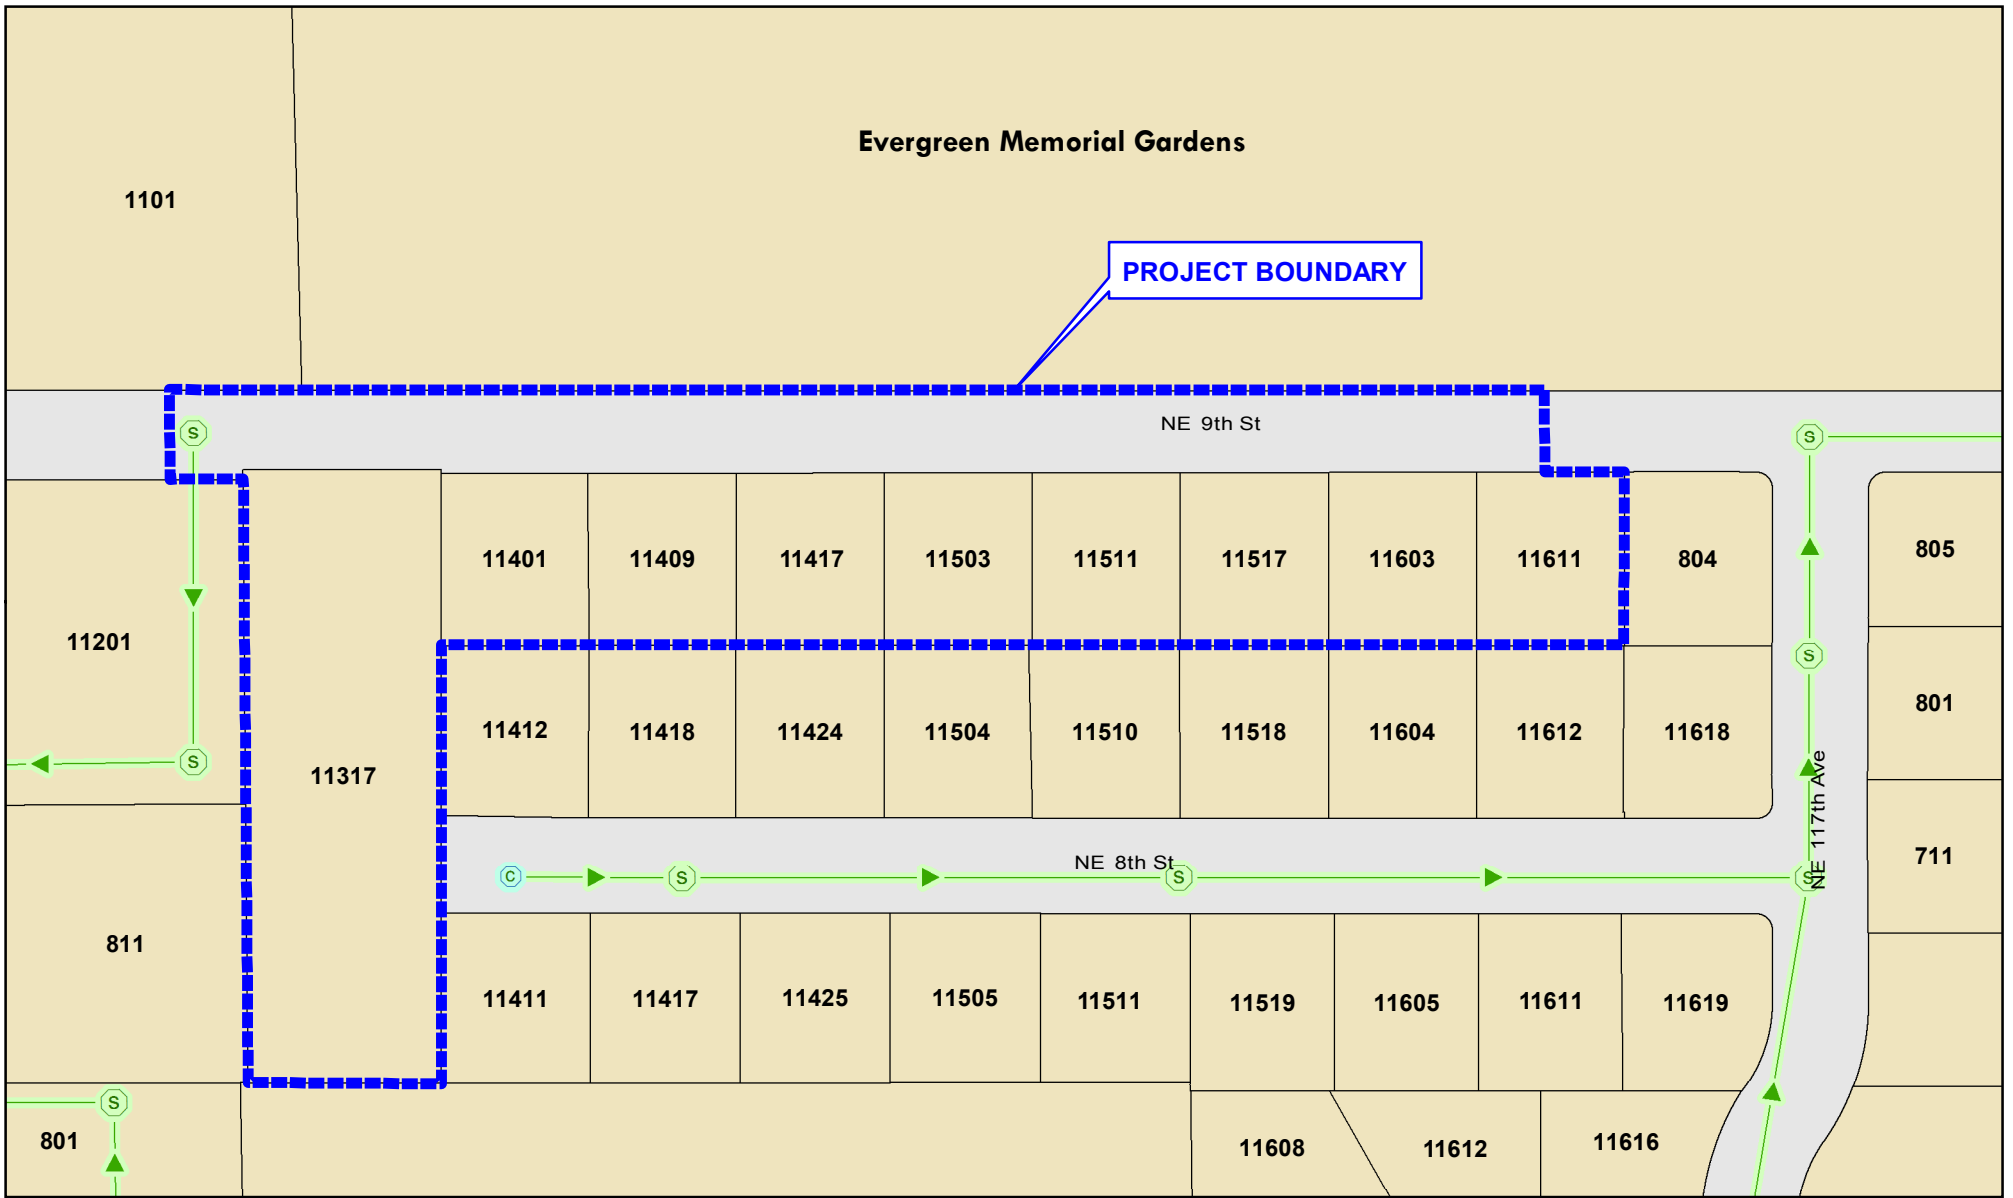 Evergreen Memorial Gardens
1101
PROJECT BOUNDARY
S
NE 9th St
S
11401
11409
11417
11503
11511
11517
11603
11611
804
805
11201
S
801
11412
11418
11424
11504
11510
11518
11604
11612
11618
S
11317
NE 117th Ave
711
NE 8th St
C
S
S
S
811
11411
11417
11425
11505
11511
11519
11605
11611
11619
S
801
11608
11612
11616